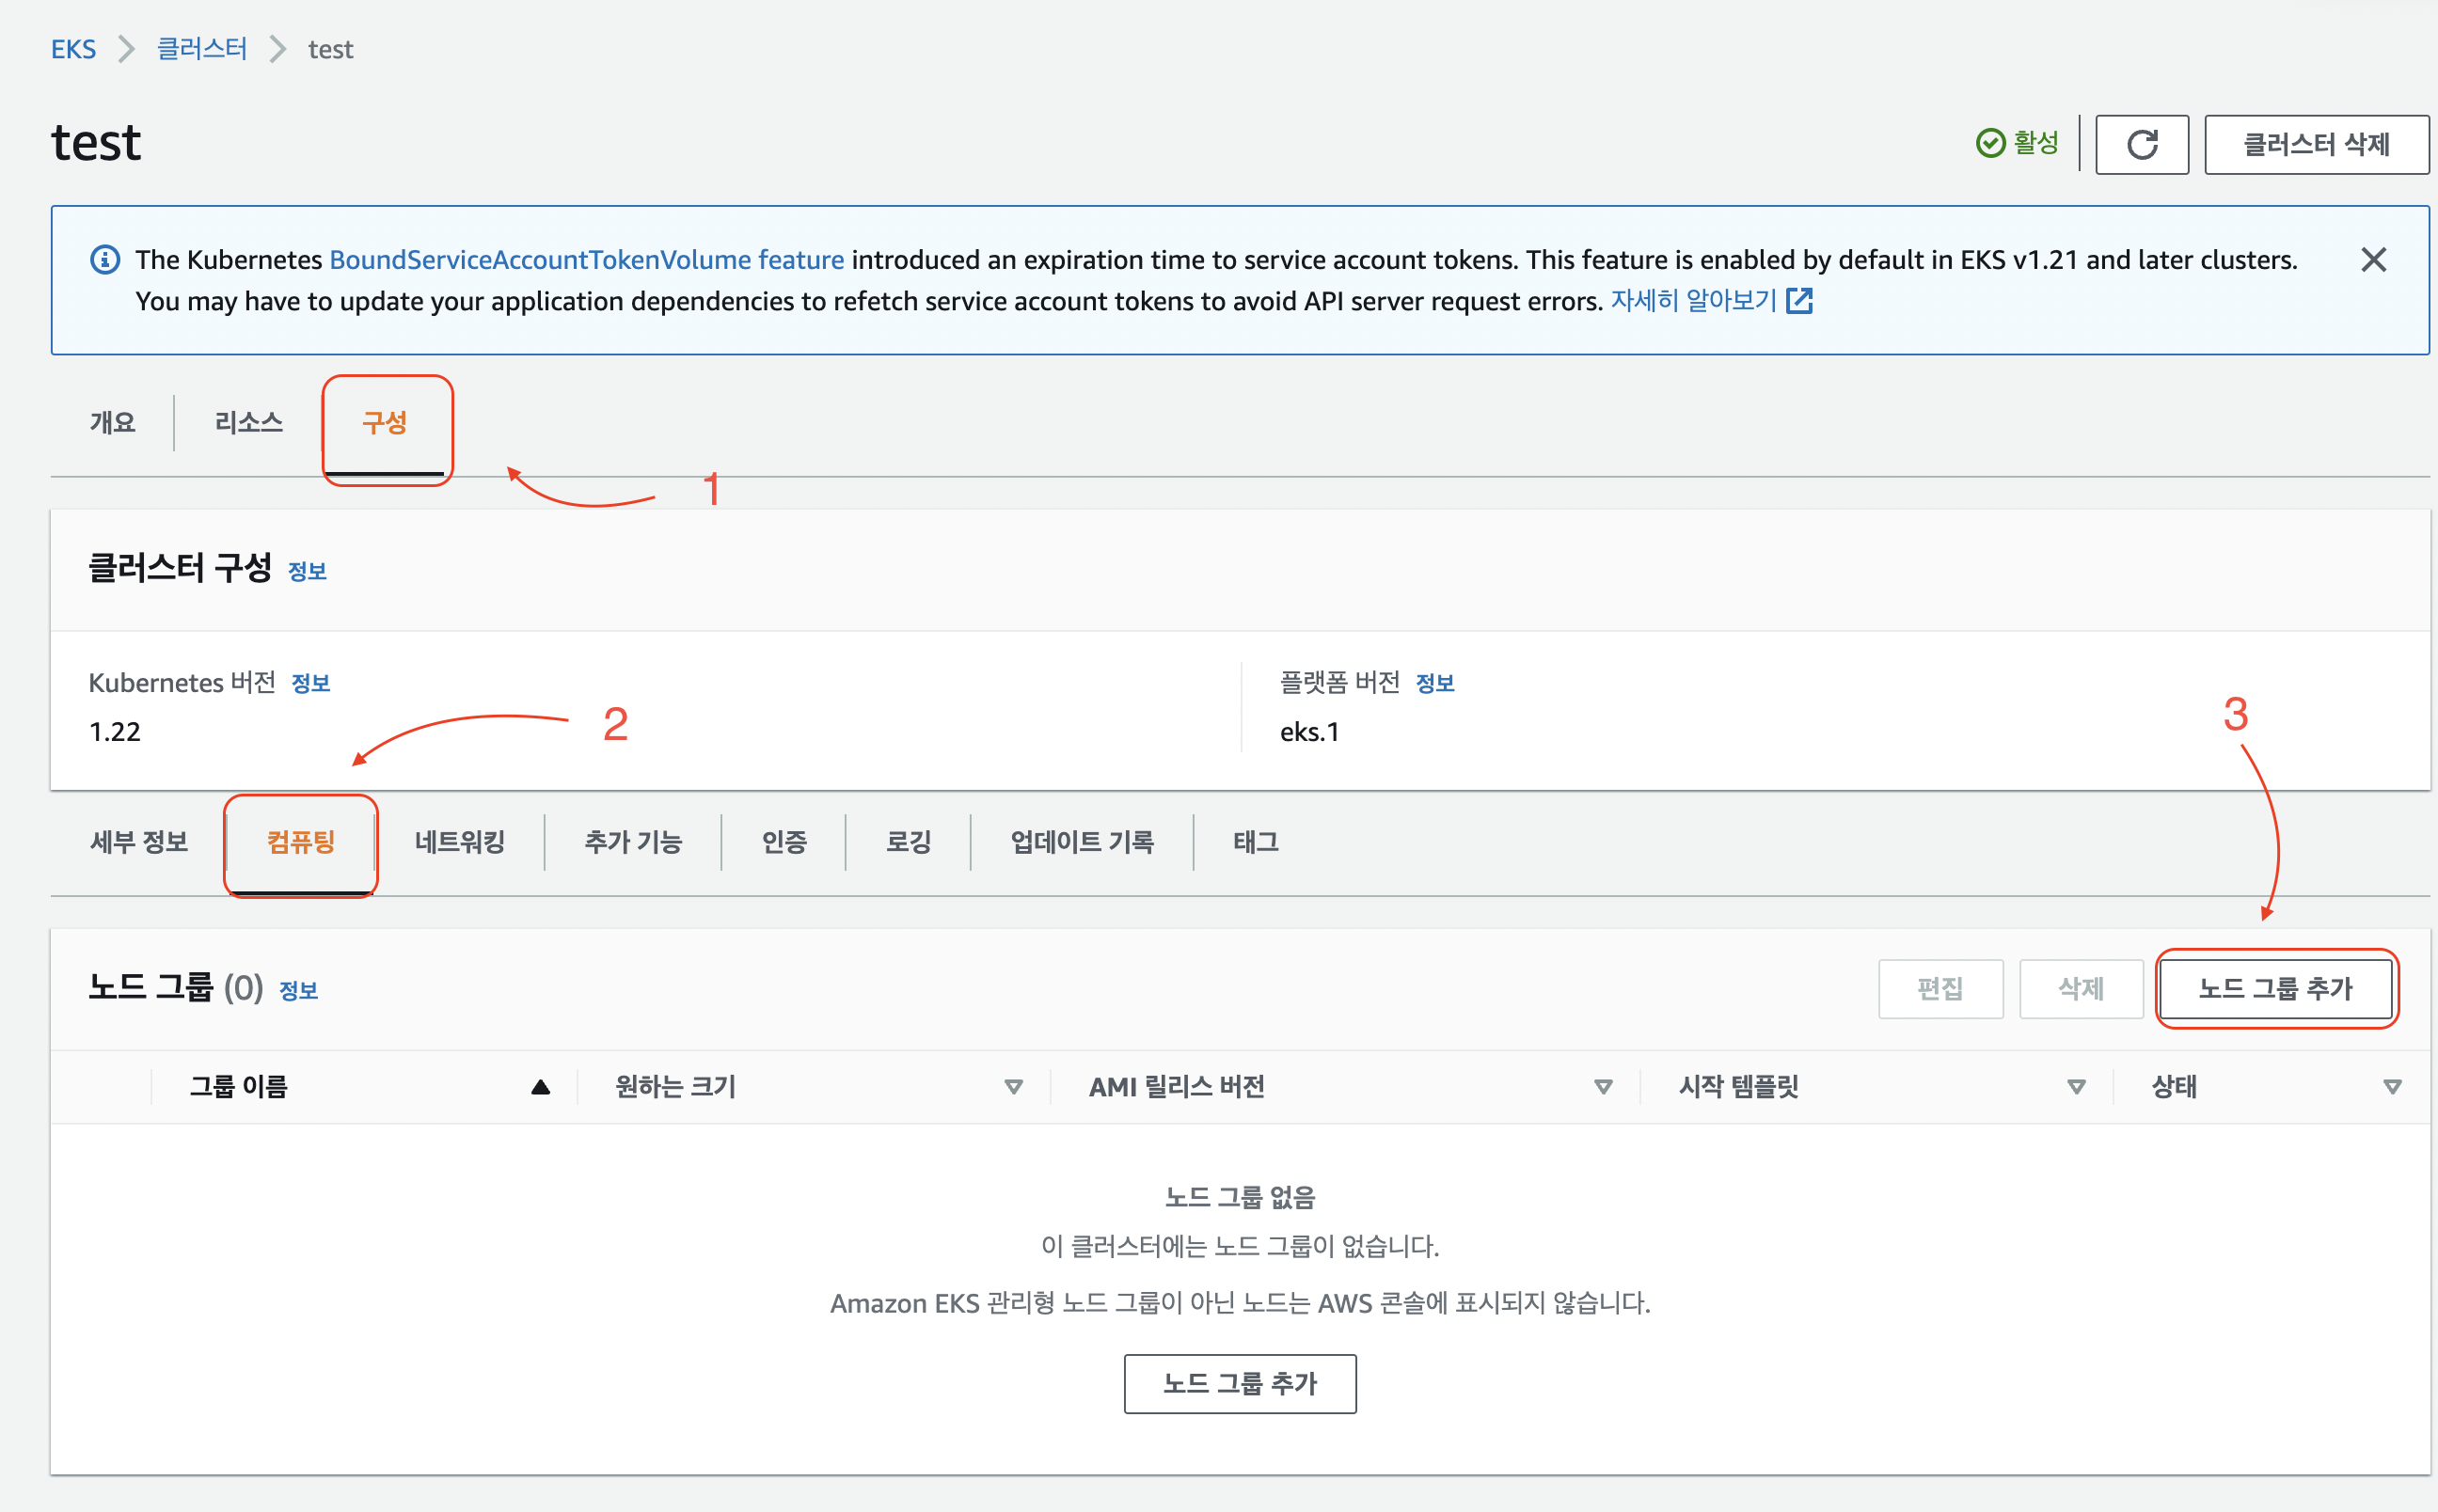 EKS 클러스터 test
test
활성 클러스터 삭제
The Kubernetes BoundServiceAccountTokenVolume feature introduced an expiration time to service account tokens. This feature is enabled by default in EKS v1.21 and later clusters.
You may have to update your application dependencies to refetch service account tokens to avoid API server request errors. 자세히 알아보기
개요 리소스 구성
1
클러스터 구성 정보
Kubernetes 버전 정보
1.22
플랫폼 버전 정보
eks.1
2
3
세부 정보 컴퓨팅 네트워킹 추가 기능 인증 로깅 업데이트 기록 태그
노드 그룹 (0) 정보 편집 삭제 노드 그룹 추가
그룹 이름 원하는 크기 AMI 릴리스 버전 시작 템플릿 상태
노드 그룹 없음
이 클러스터에는 노드 그룹이 없습니다.
Amazon EKS 관리형 노드 그룹이 아닌 노드는 AWS 콘솔에 표시되지 않습니다.
노드 그룹 추가